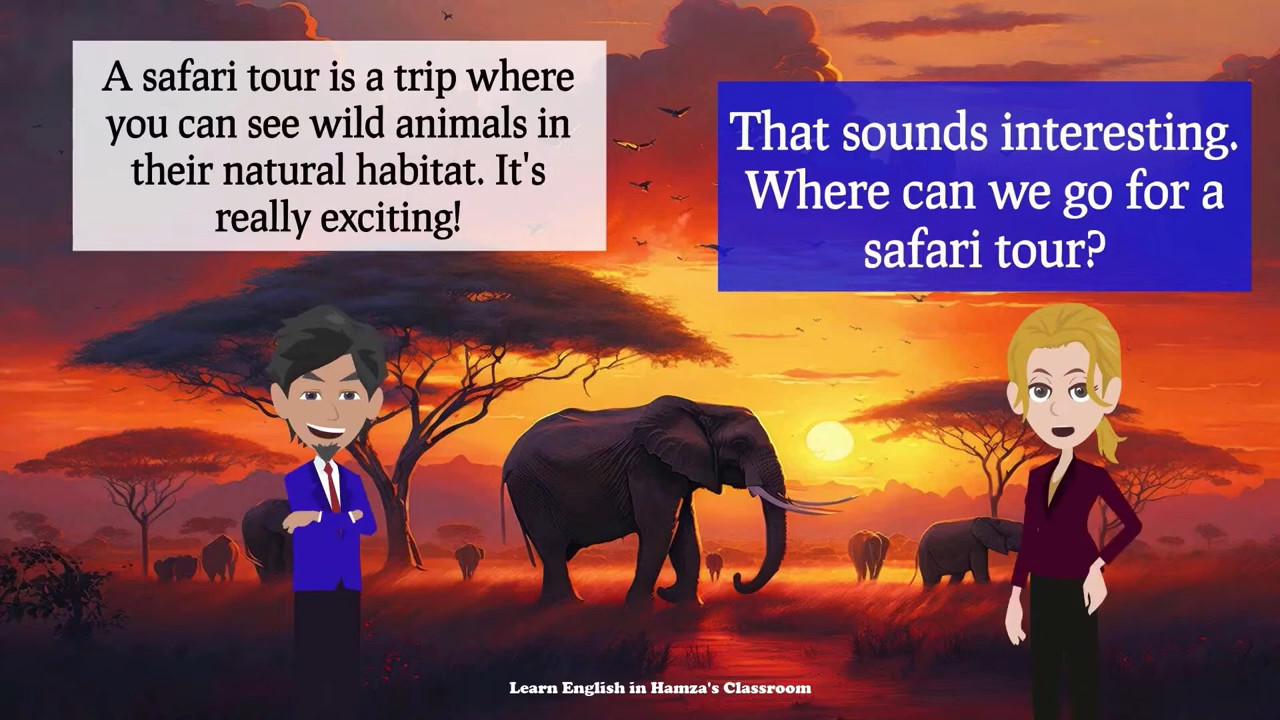 A safari tour is a trip where
you can see wild animals in
their natural habitat. It's
really exciting!
That sounds interesting.
Where can we go for a
safari tour?
Learn English in Hamza's Classroom